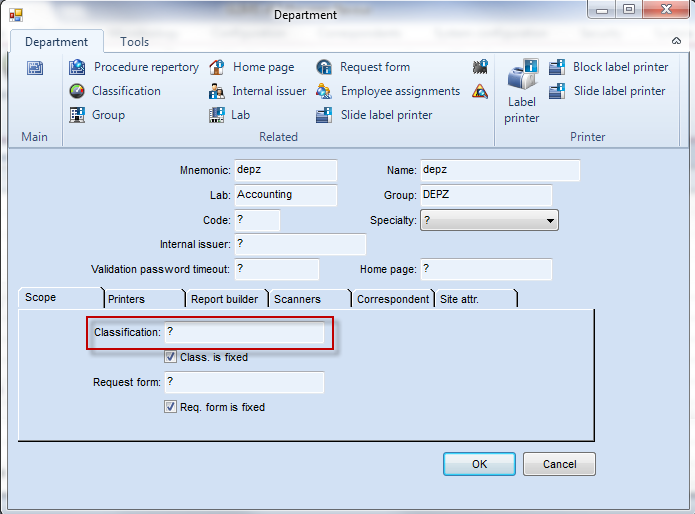 Department
Department Tools
Procedure repertory Home page Request form Block label printer
Classification Internal issuer Employee assignments Slide label printer
Group Lab Slide label printer Label printer
Main Related Printer
Mnemonic: depz Name: depz
Lab: Accounting Group: DEPZ
Code: ? Specialty: ?
Internal issuer: ?
Validation password timeout: ? Home page: ?
Scope Printers Report builder Scanners Correspondent Site attr.
Classification: ?
Class. is fixed
Request form: ?
Req. form is fixed
OK Cancel